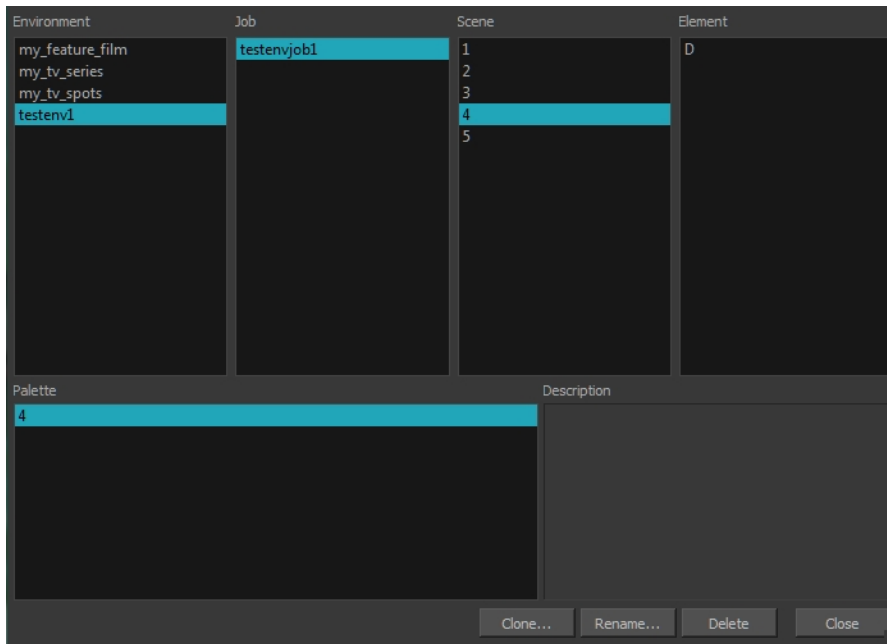 Environment
Job
Scene
Element
my_feature_film
my_tv_series
my_tv_spots
testenv1
testenvjob1
1
2
3
4
5
D
Palette
Description
4
Clone...
Rename...
Delete
Close